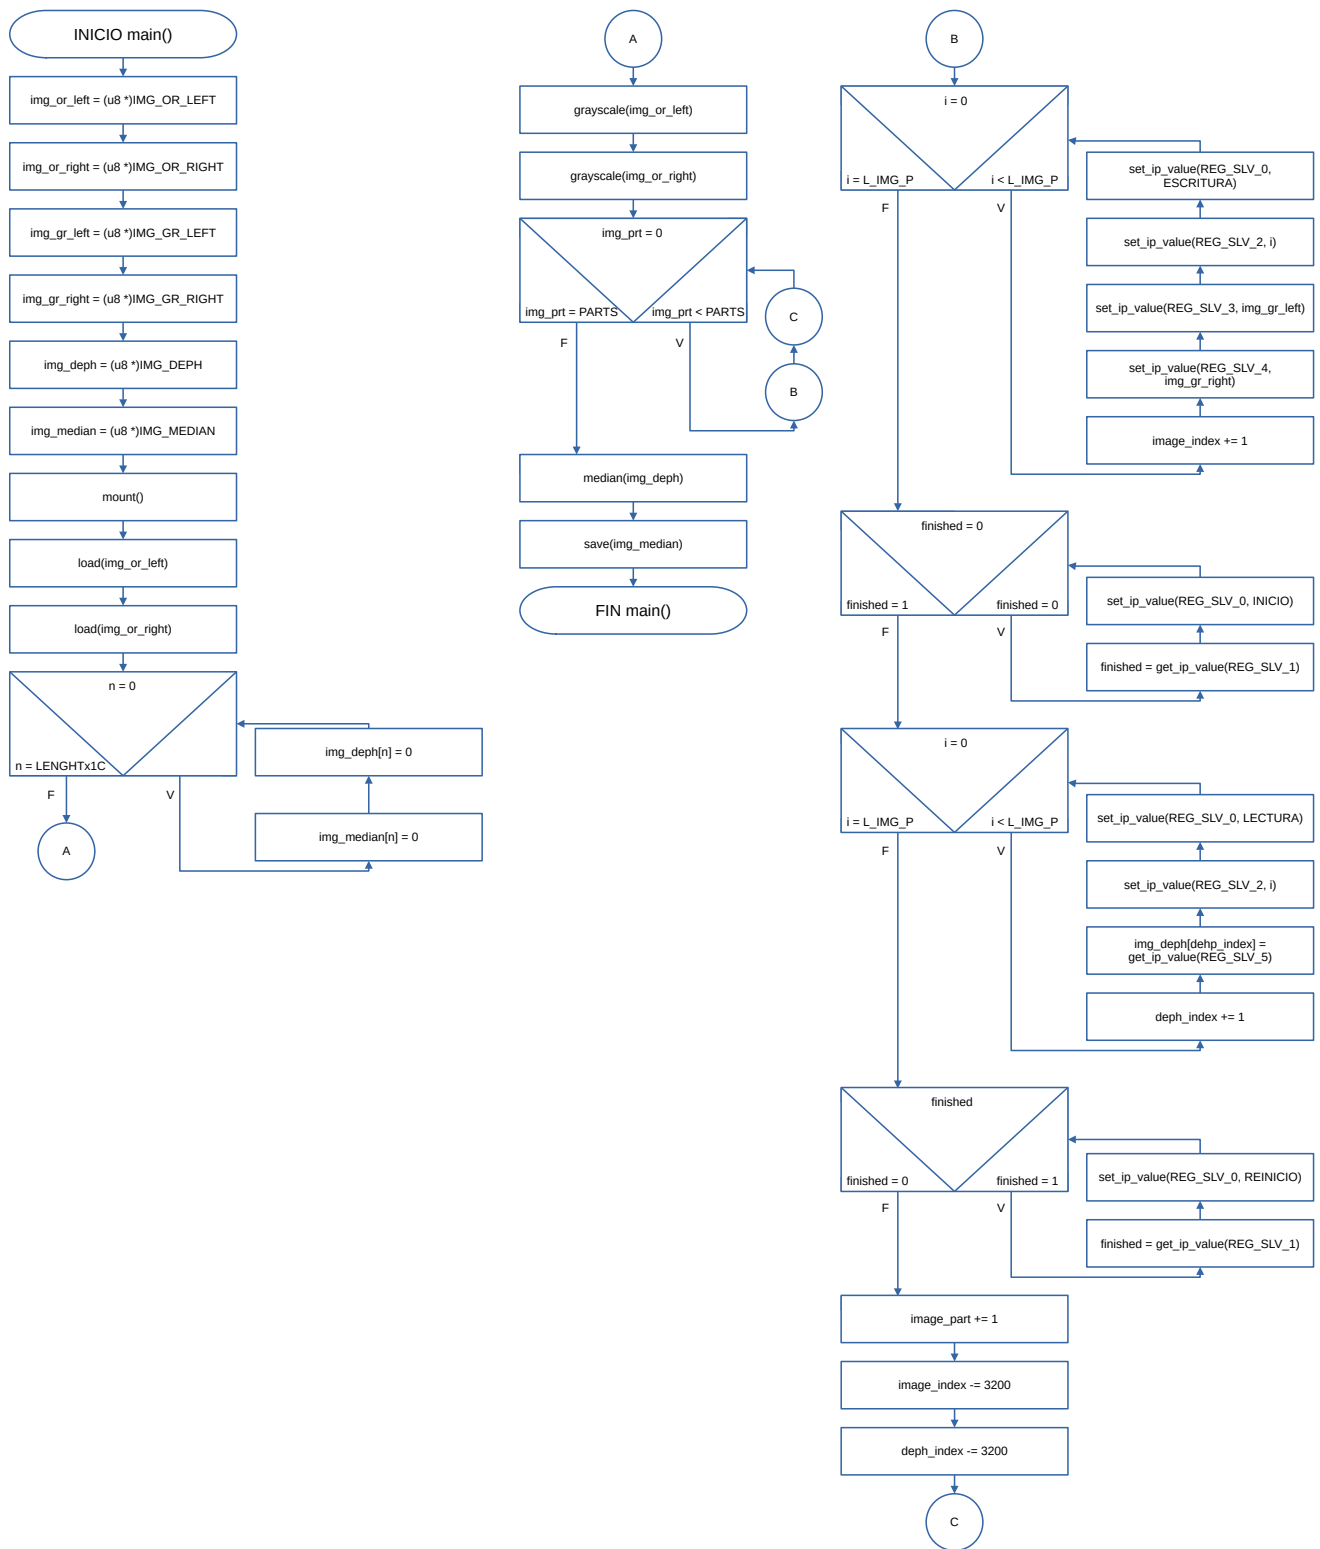 INICIO main()
img_or_left = (u8 *)IMG_OR_LEFT
img_or_right = (u8 *)IMG_OR_RIGHT
img_gr_left = (u8 *)IMG_GR_LEFT
img_gr_right = (u8 *)IMG_GR_RIGHT
img_deph = (u8 *)IMG_DEPH
img_median = (u8 *)IMG_MEDIAN
mount()
load(img_or_left)
load(img_or_right)
n = 0
n = LENGHTx1C
F
V
img_deph[n] = 0
img_median[n] = 0
A
A
grayscale(img_or_left)
grayscale(img_or_right)
img_prt = 0
img_prt = PARTS
img_prt < PARTS
F
V
C
B
median(img_deph)
save(img_median)
FIN main()
B
i = 0
i = L_IMG_P
i < L_IMG_P
F
V
set_ip_value(REG_SLV_0,
ESCRITURA)
set_ip_value(REG_SLV_2, i)
set_ip_value(REG_SLV_3, img_gr_left)
set_ip_value(REG_SLV_4,
img_gr_right)
image_index += 1
finished = 0
finished = 1
finished = 0
F
V
set_ip_value(REG_SLV_0, INICIO)
finished = get_ip_value(REG_SLV_1)
i = 0
i = L_IMG_P
i < L_IMG_P
F
V
set_ip_value(REG_SLV_0, LECTURA)
set_ip_value(REG_SLV_2, i)
img_deph[dehp_index] =
get_ip_value(REG_SLV_5)
deph_index += 1
finished
finished = 0
finished = 1
F
V
set_ip_value(REG_SLV_0, REINICIO)
finished = get_ip_value(REG_SLV_1)
image_part += 1
image_index -= 3200
deph_index -= 3200
C